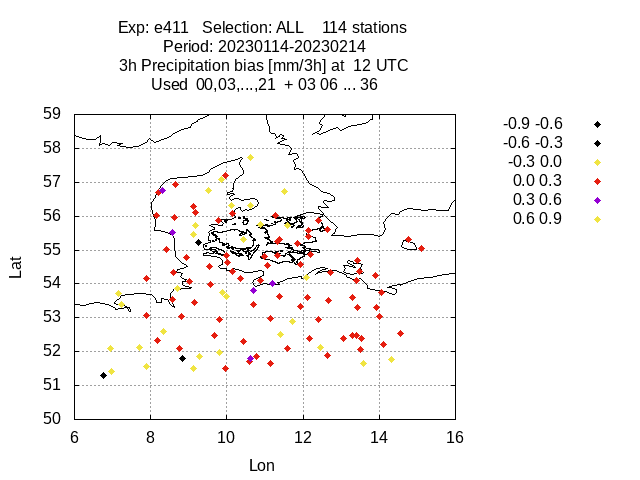 Exp: e411   Selection: ALL    114 stations
Period: 20230114-20230214
3h Precipitation bias [mm/3h] at  12 UTC
Used  00,03,...,21  + 03 06 ... 36
-0.9 -0.6
-0.6 -0.3
-0.3 0.0
0.0 0.3
0.3 0.6
0.6 0.9
59
58
57
56
55
54
53
52
51
50
Lat
6 8 10 12 14 16
Lon